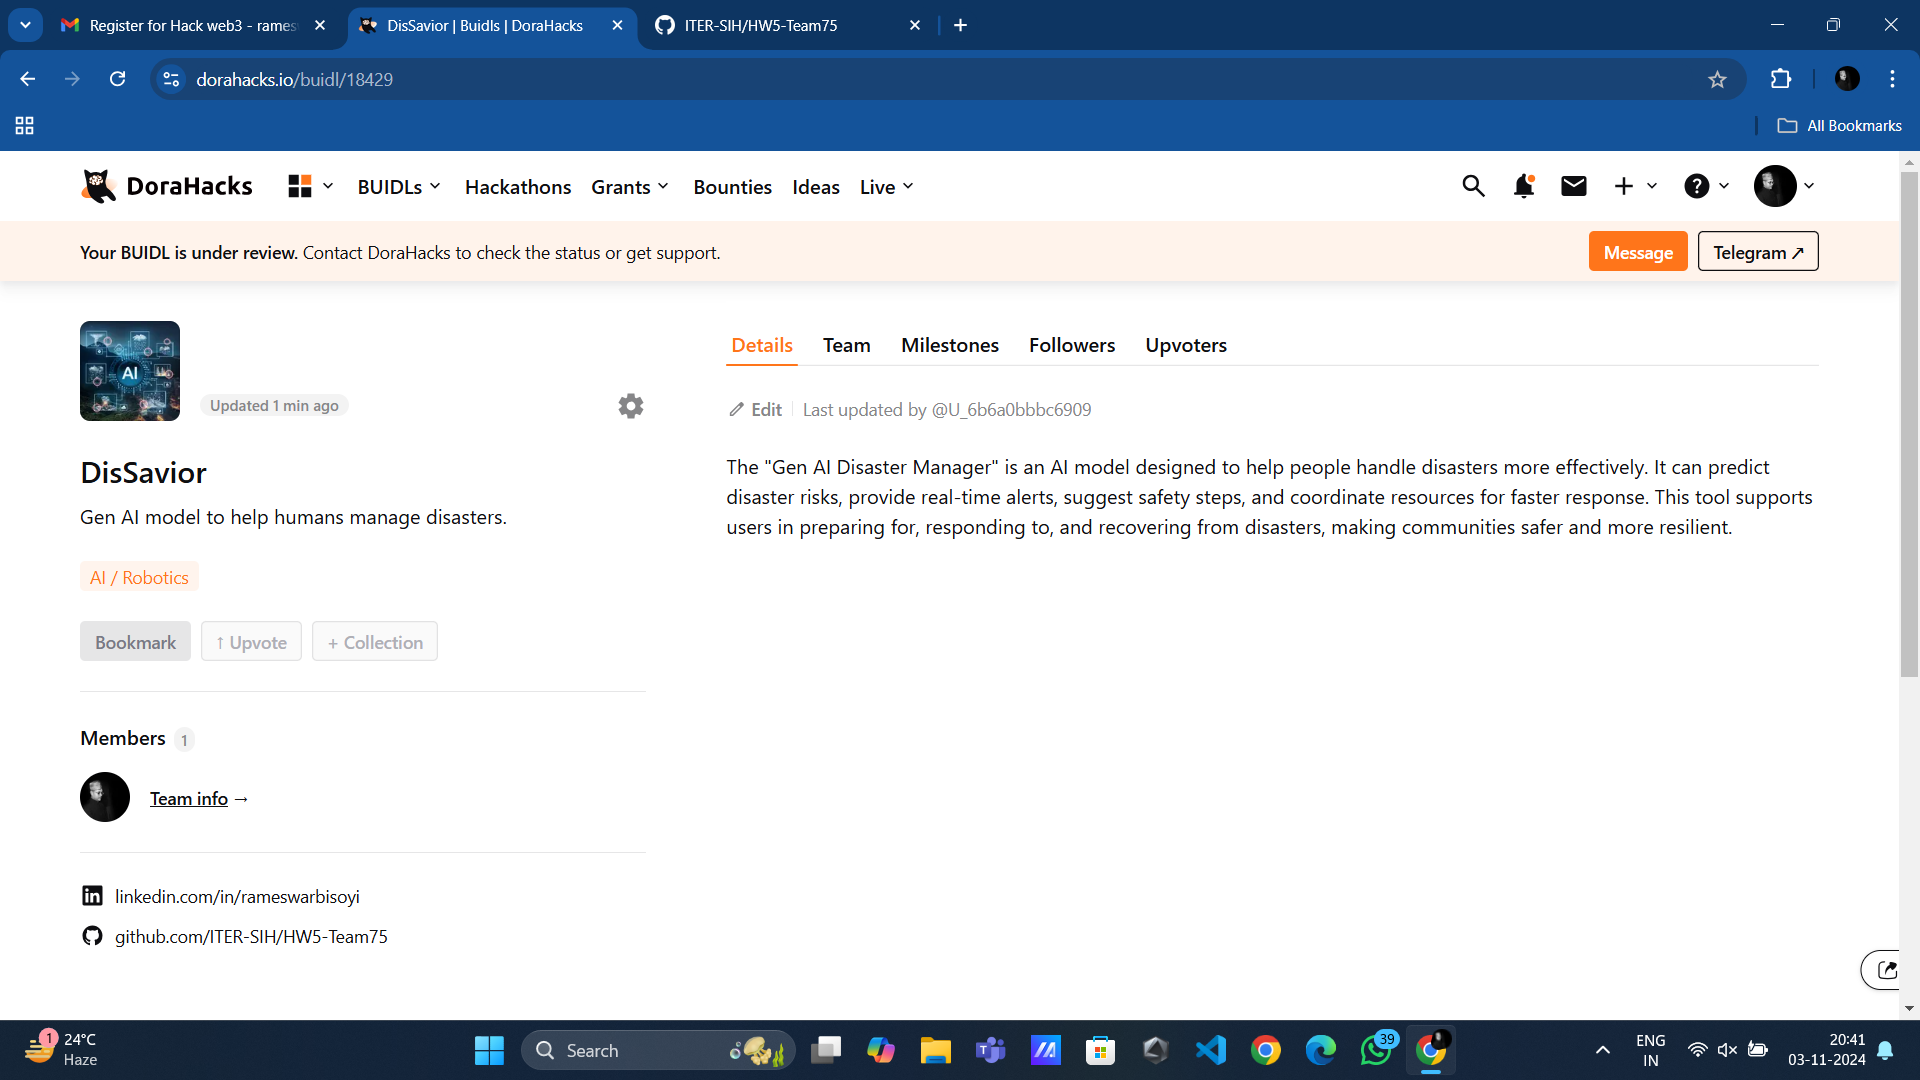 Register for Hack web3 - rames
DisSavior | Buidls | DoraHacks
ITER-SIH/HW5-Team75
dorahacks.io/buidl/18429
All Bookmarks
DoraHacks
BUIDLs
Hackathons
Grants
Bounties
Ideas
Live
Your BUIDL is under review. Contact DoraHacks to check the status or get support.
Message
Telegram ↗
AI
Updated 1 min ago
DisSavior
Gen AI model to help humans manage disasters.
AI / Robotics
Bookmark
↑ Upvote
+ Collection
Members 1
Team info →
linkedin.com/in/rameswarbisoyi
github.com/ITER-SIH/HW5-Team75
Details
Team
Milestones
Followers
Upvoters
Edit
Last updated by @U_6b6a0bbbc6909
The "Gen AI Disaster Manager" is an AI model designed to help people handle disasters more effectively. It can predict
disaster risks, provide real-time alerts, suggest safety steps, and coordinate resources for faster response. This tool supports
users in preparing for, responding to, and recovering from disasters, making communities safer and more resilient.
1
24°C
Haze
Search
39
ENG
IN
20:41
03-11-2024